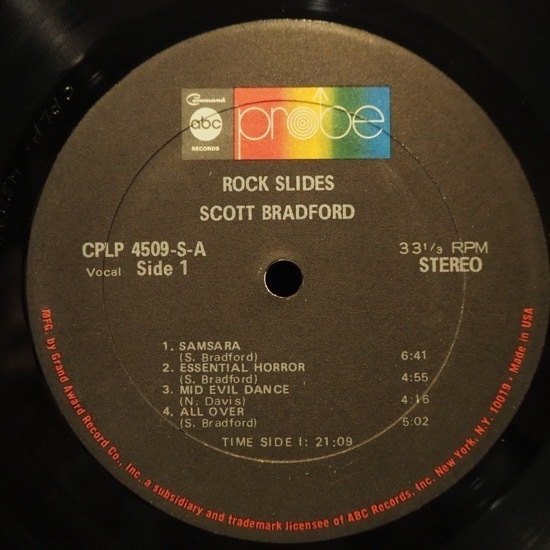 Command
abc
RECORDS
probe
ROCK SLIDES
SCOTT BRADFORD
CPLP 4509-S-A
33 1/3 RPM
Vocal Side 1
STEREO
1. SAMSARA
(S. Bradford) 6:41
2. ESSENTIAL HORROR
(S. Bradford) 4:55
3. MID EVIL DANCE
(N. Davis) 4:16
4. ALL OVER
(S. Bradford) 5:02
TIME SIDE I: 21:09
MFG. by Grand Award Record Co., Inc. a subsidiary and trademark licensee of ABC Records, Inc. New York, N.Y. 10019 • Made in USA